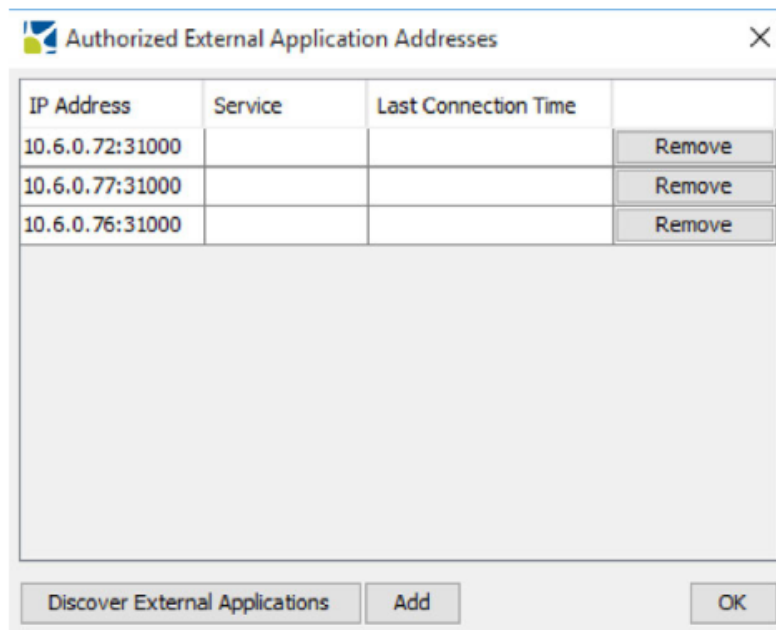 Authorized External Application Addresses
IP Address Service Last Connection Time
10.6.0.72:31000 Remove
10.6.0.77:31000 Remove
10.6.0.76:31000 Remove
Discover External Applications Add OK